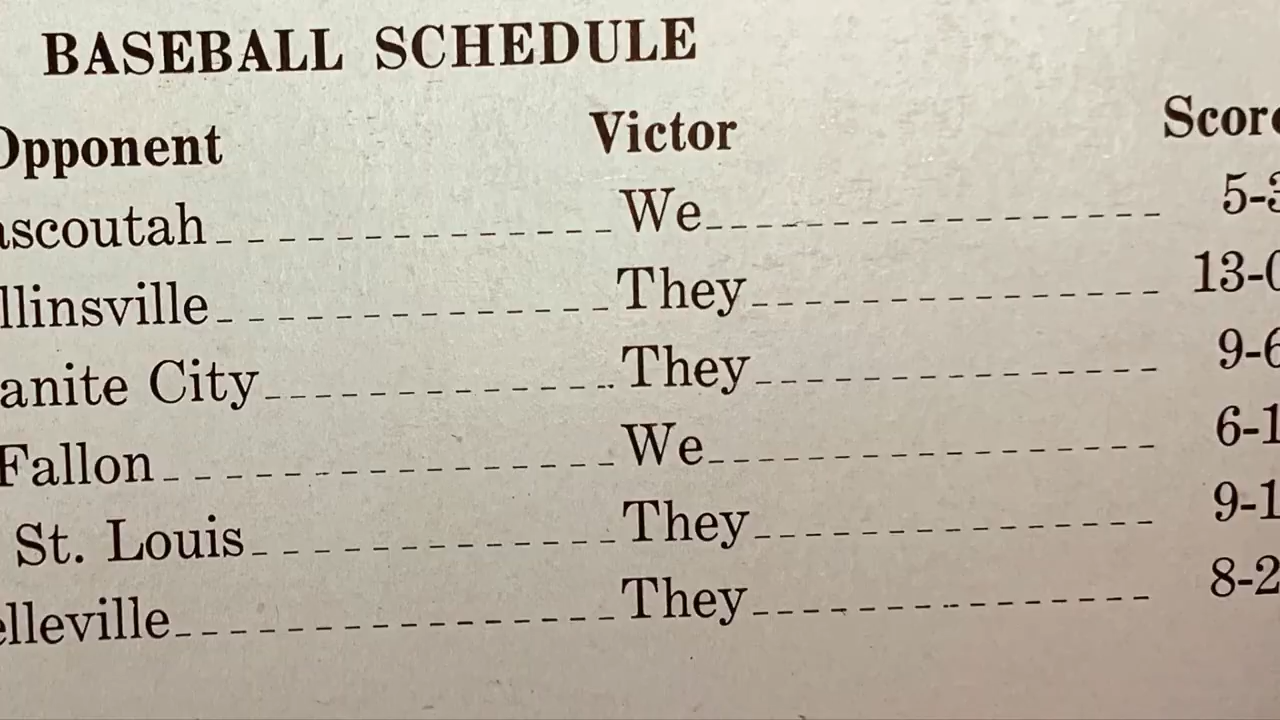 BASEBALL SCHEDULE
Opponent Victor Score
ascoutah We 5-3
llinsville They 13-0
anite City They 9-6
Fallon We 6-1
St. Louis They 9-1
elleville They 8-2